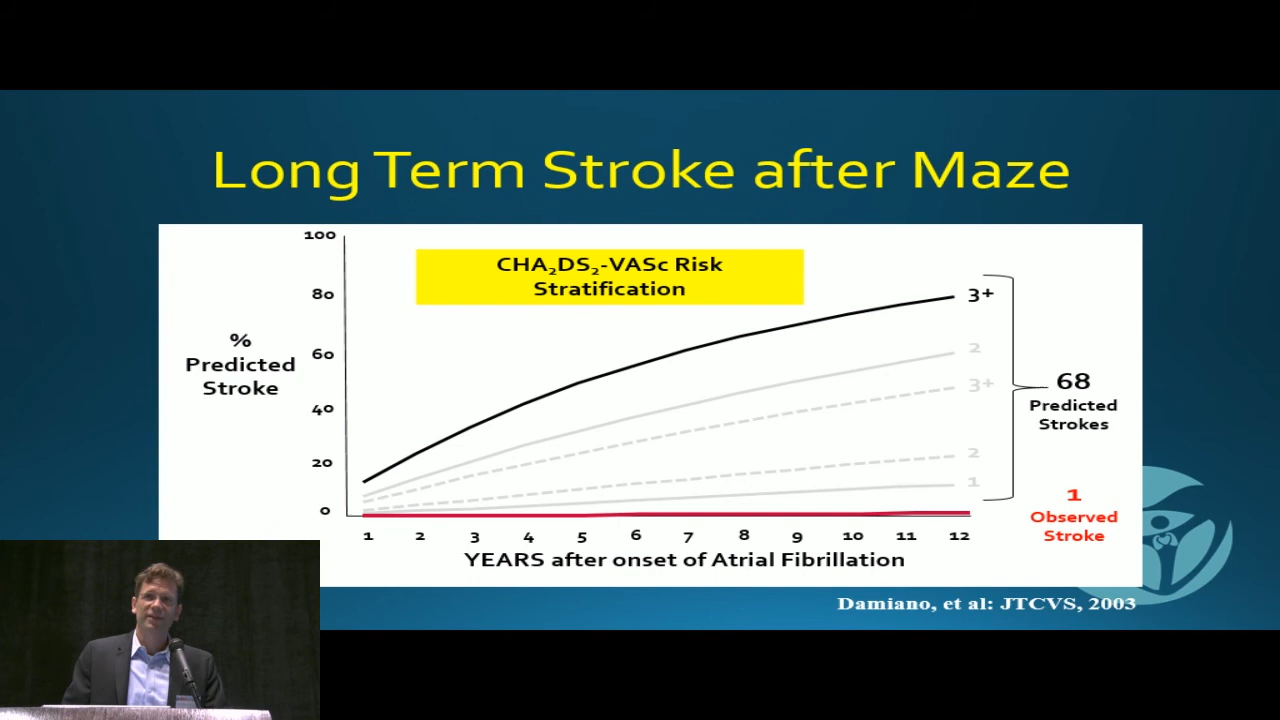 Long Term Stroke after Maze
100
80
60
40
20
0
% 
Predicted
Stroke
CHA₂DS₂-VASc Risk
Stratification
3+
2
3+
2
1
68
Predicted
Strokes
1
Observed
Stroke
1 2 3 4 5 6 7 8 9 10 11 12
YEARS after onset of Atrial Fibrillation
Damiano, et al: JTCVS, 2003